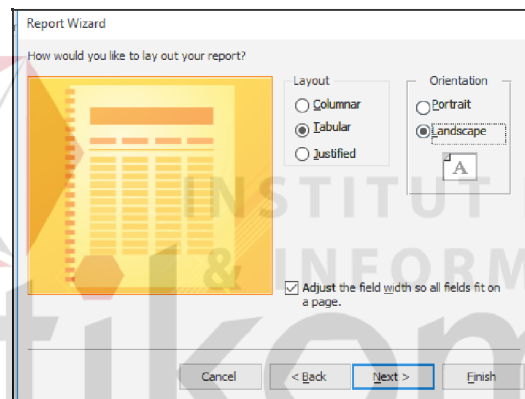 Report Wizard
How would you like to lay out your report?
Layout
Columnar
Tabular
Justified
Orientation
Portrait
Landscape
A
INSTITUT
& INFORM
Adjust the field width so all fields fit on
a page.
tikom
Cancel
< Back
Next >
Finish